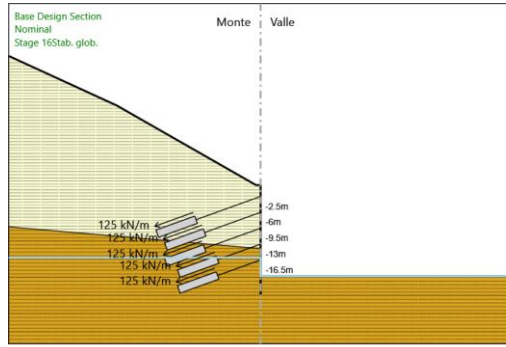 Base Design Section
Nominal
Stage 16Stab. glob.
Monte
Valle
-2.5m
125 kN/m
-6m
125 kN/m
-9.5m
125 kN/m
-13m
125 kN/m
-16.5m
125 kN/m